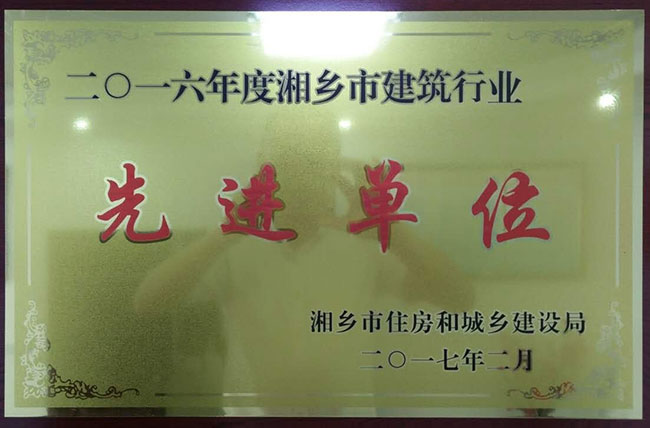 二〇一六年度湘乡市建筑行业
先进单位
湘乡市住房和城乡建设局
二〇一七年二月